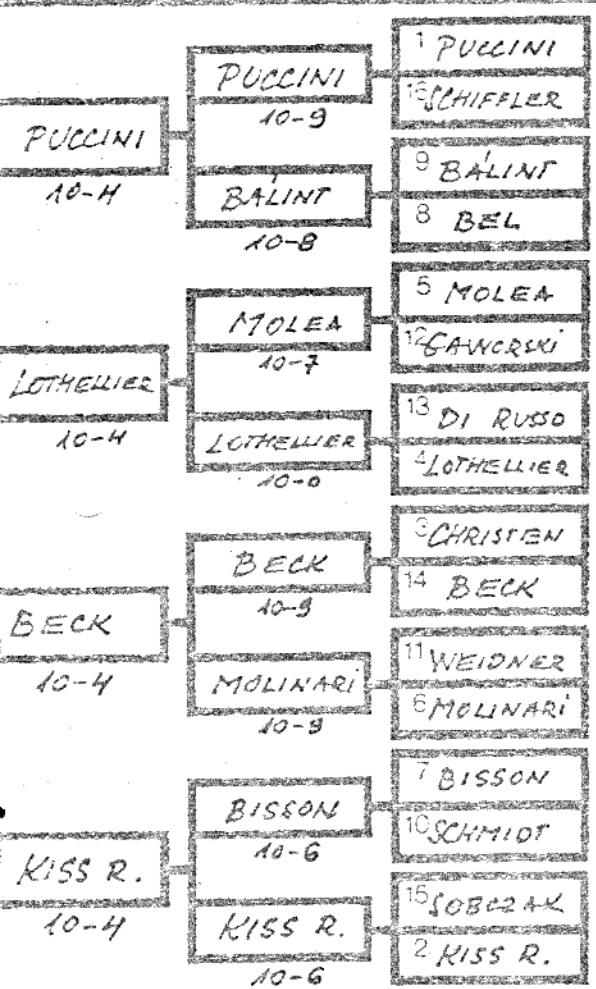 1 PUCCINI
PUCCINI
16 SCHIFFLER
10-9
PUCCINI
9 BÁLINT
10-4
BÁLINT
8 BEL
10-8
5 MOLEA
MOLEA
12 GAWORSKI
10-7
LOTHELLIER
13 DI RUSSO
10-4
LOTHELLIER
4 LOTHELLIER
10-0
3 CHRISTEN
BECK
14 BECK
10-9
BECK
11 WEIDNER
10-4
MOLINARI
6 MOLINARI
10-9
7 BISSON
BISSON
10 SCHMIDT
10-6
KISS R.
15 SOBCZAK
10-4
KISS R.
2 KISS R.
10-6